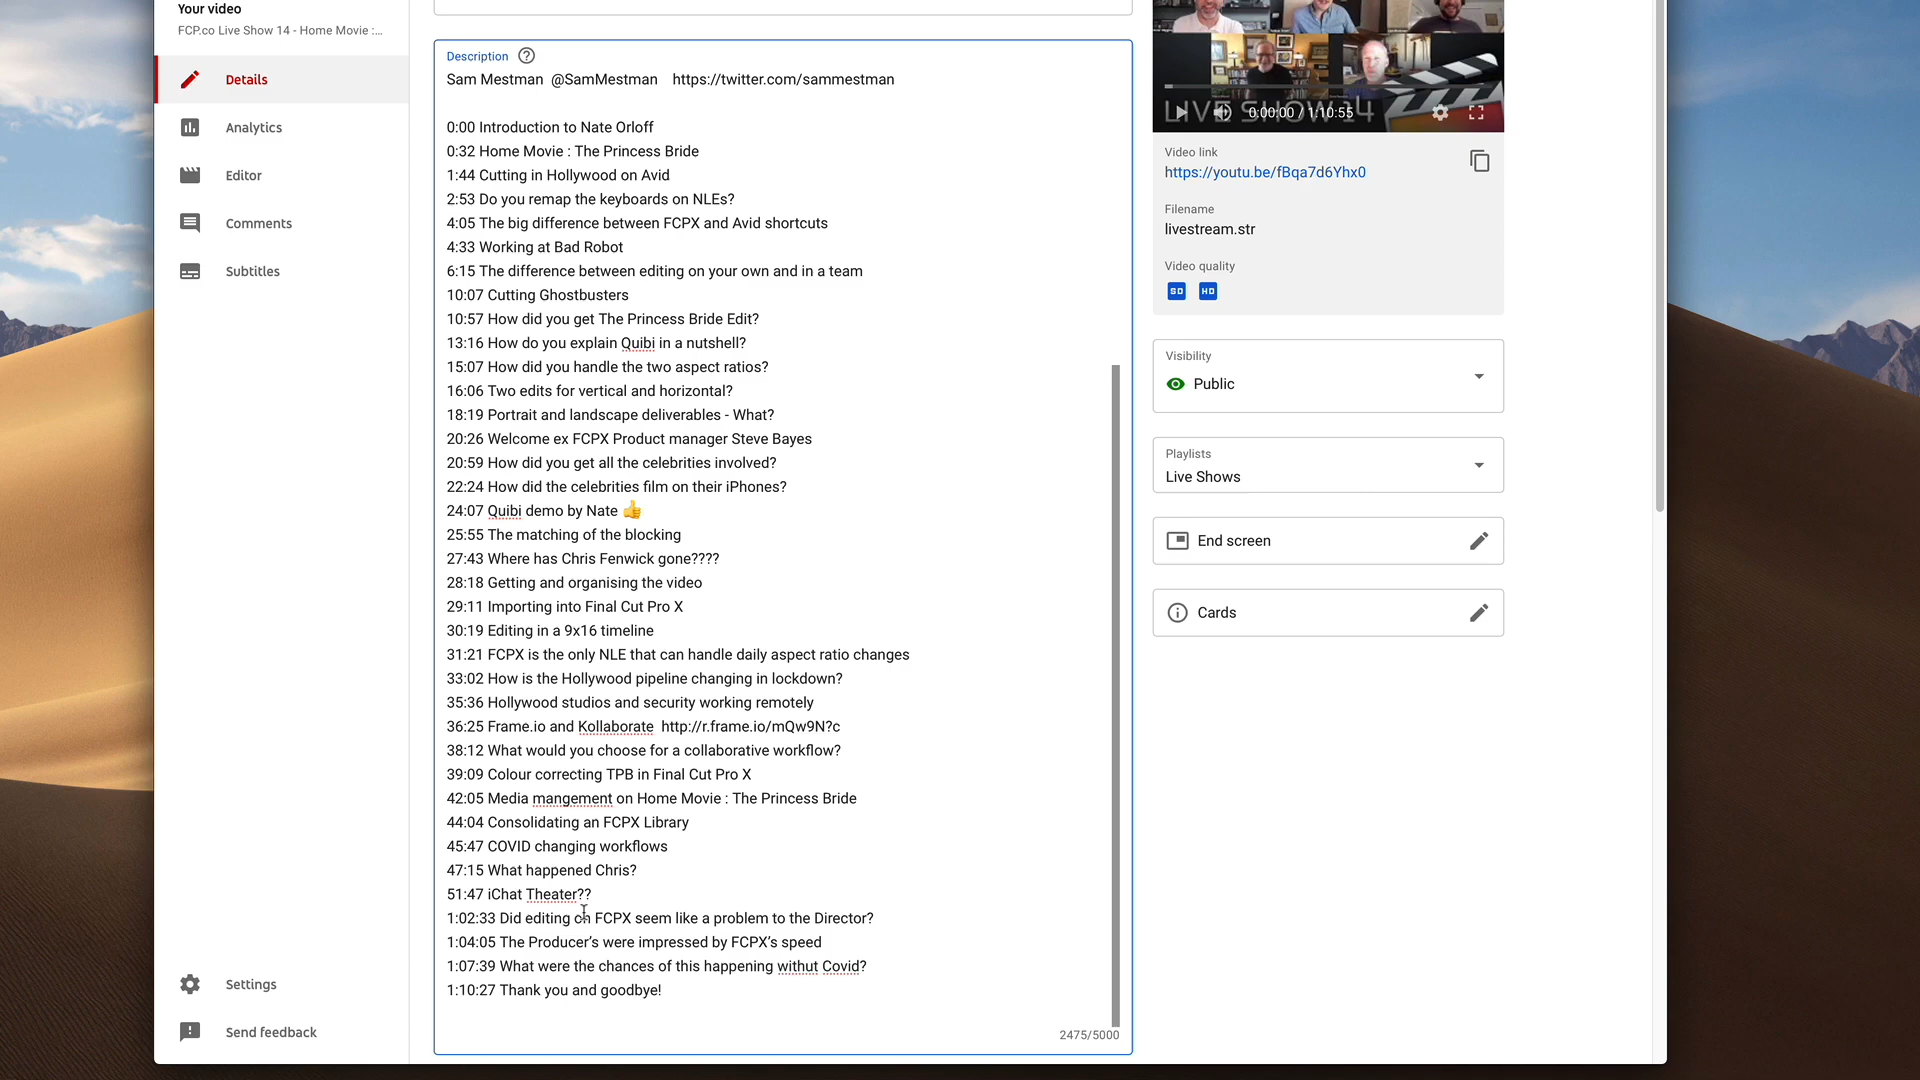 Your video
FCP.co Live Show 14 - Home Movie :...
Details
Analytics
Editor
Comments
Subtitles
Settings
Send feedback
Description
Sam Mestman @SamMestman https://twitter.com/sammestman
0:00 Introduction to Nate Orloff
0:32 Home Movie : The Princess Bride
1:44 Cutting in Hollywood on Avid
2:53 Do you remap the keyboards on NLEs?
4:05 The big difference between FCPX and Avid shortcuts
4:33 Working at Bad Robot
6:15 The difference between editing on your own and in a team
10:07 Cutting Ghostbusters
10:57 How did you get The Princess Bride Edit?
13:16 How do you explain Quibi in a nutshell?
15:07 How did you handle the two aspect ratios?
16:06 Two edits for vertical and horizontal?
18:19 Portrait and landscape deliverables - What?
20:26 Welcome ex FCPX Product manager Steve Bayes
20:59 How did you get all the celebrities involved?
22:24 How did the celebrities film on their iPhones?
24:07 Quibi demo by Nate 👍
25:55 The matching of the blocking
27:43 Where has Chris Fenwick gone????
28:18 Getting and organising the video
29:11 Importing into Final Cut Pro X
30:19 Editing in a 9x16 timeline
31:21 FCPX is the only NLE that can handle daily aspect ratio changes
33:02 How is the Hollywood pipeline changing in lockdown?
35:36 Hollywood studios and security working remotely
36:25 Frame.io and Kollaborate http://r.frame.io/mQw9N?c
38:12 What would you choose for a collaborative workflow?
39:09 Colour correcting TPB in Final Cut Pro X
42:05 Media mangement on Home Movie : The Princess Bride
44:04 Consolidating an FCPX Library
45:47 COVID changing workflows
47:15 What happened Chris?
51:47 iChat Theater??
1:02:33 Did editing on FCPX seem like a problem to the Director?
1:04:05 The Producer’s were impressed by FCPX’s speed
1:07:39 What were the chances of this happening withut Covid?
1:10:27 Thank you and goodbye!
2475/5000
LIVE SHOW 14
0:00:00 / 1:10:55
Video link
https://youtu.be/fBqa7d6Yhx0
Filename
livestream.str
Video quality
SD HD
Visibility
Public
Playlists
Live Shows
End screen
Cards